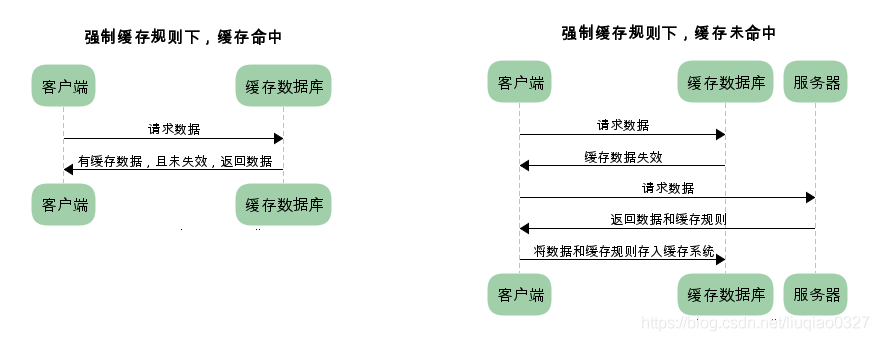 强制缓存规则下，缓存命中
客户端
缓存数据库
请求数据
有缓存数据，且未失效，返回数据
客户端
缓存数据库
强制缓存规则下，缓存未命中
客户端
缓存数据库
服务器
请求数据
缓存数据失效
请求数据
返回数据和缓存规则
将数据和缓存规则存入缓存系统
客户端
缓存数据库
服务器
https://blog.csdn.net/liuqiao0327